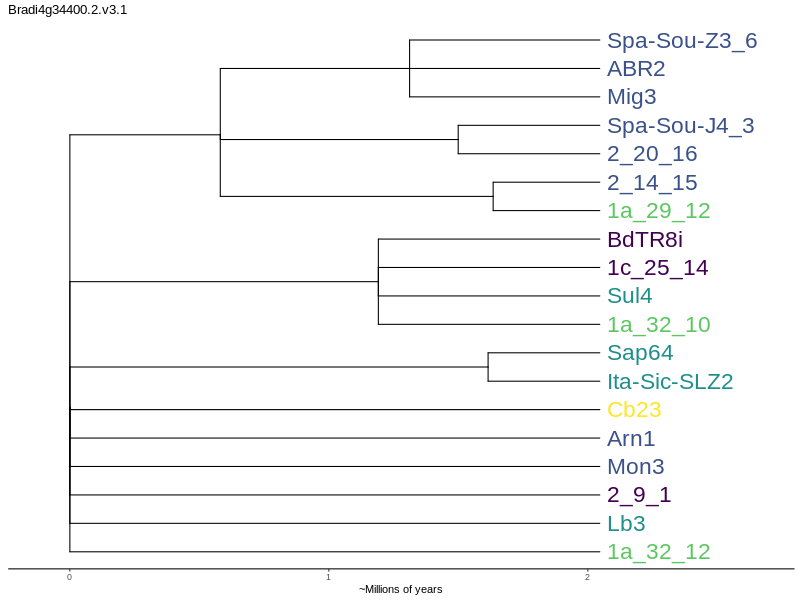 Bradi4g34400.2.v3.1
Spa-Sou-Z3_6
ABR2
Mig3
Spa-Sou-J4_3
2_20_16
2_14_15
1a_29_12
BdTR8i
1c_25_14
Sul4
1a_32_10
Sap64
Ita-Sic-SLZ2
Cb23
Arn1
Mon3
2_9_1
Lb3
1a_32_12
0 1 2
~Millions of years